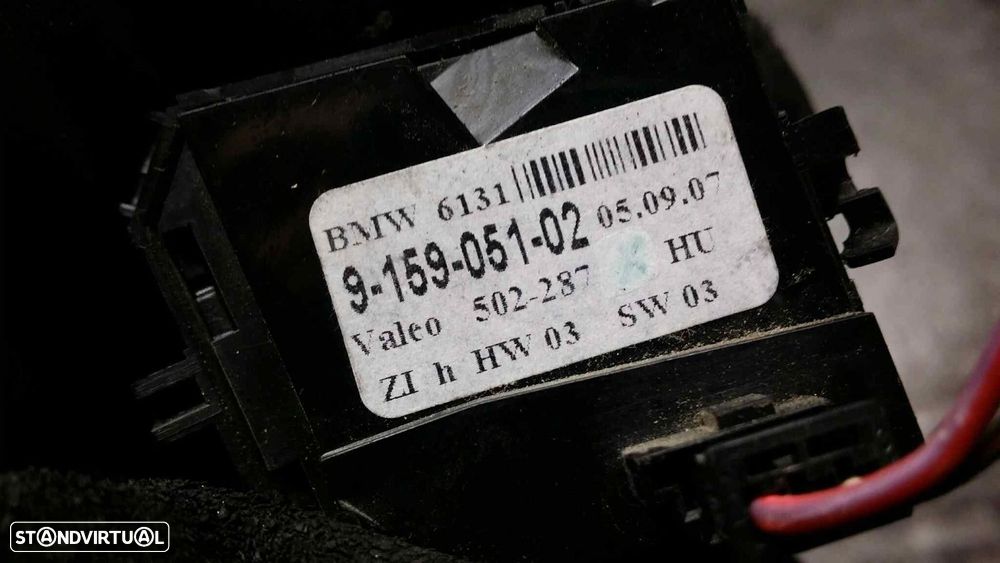 BMW 6131
9-159-051-02 05.09.07
Valeo 502-287 HU
ZI h HW 03 SW 03
STANDVIRTUAL